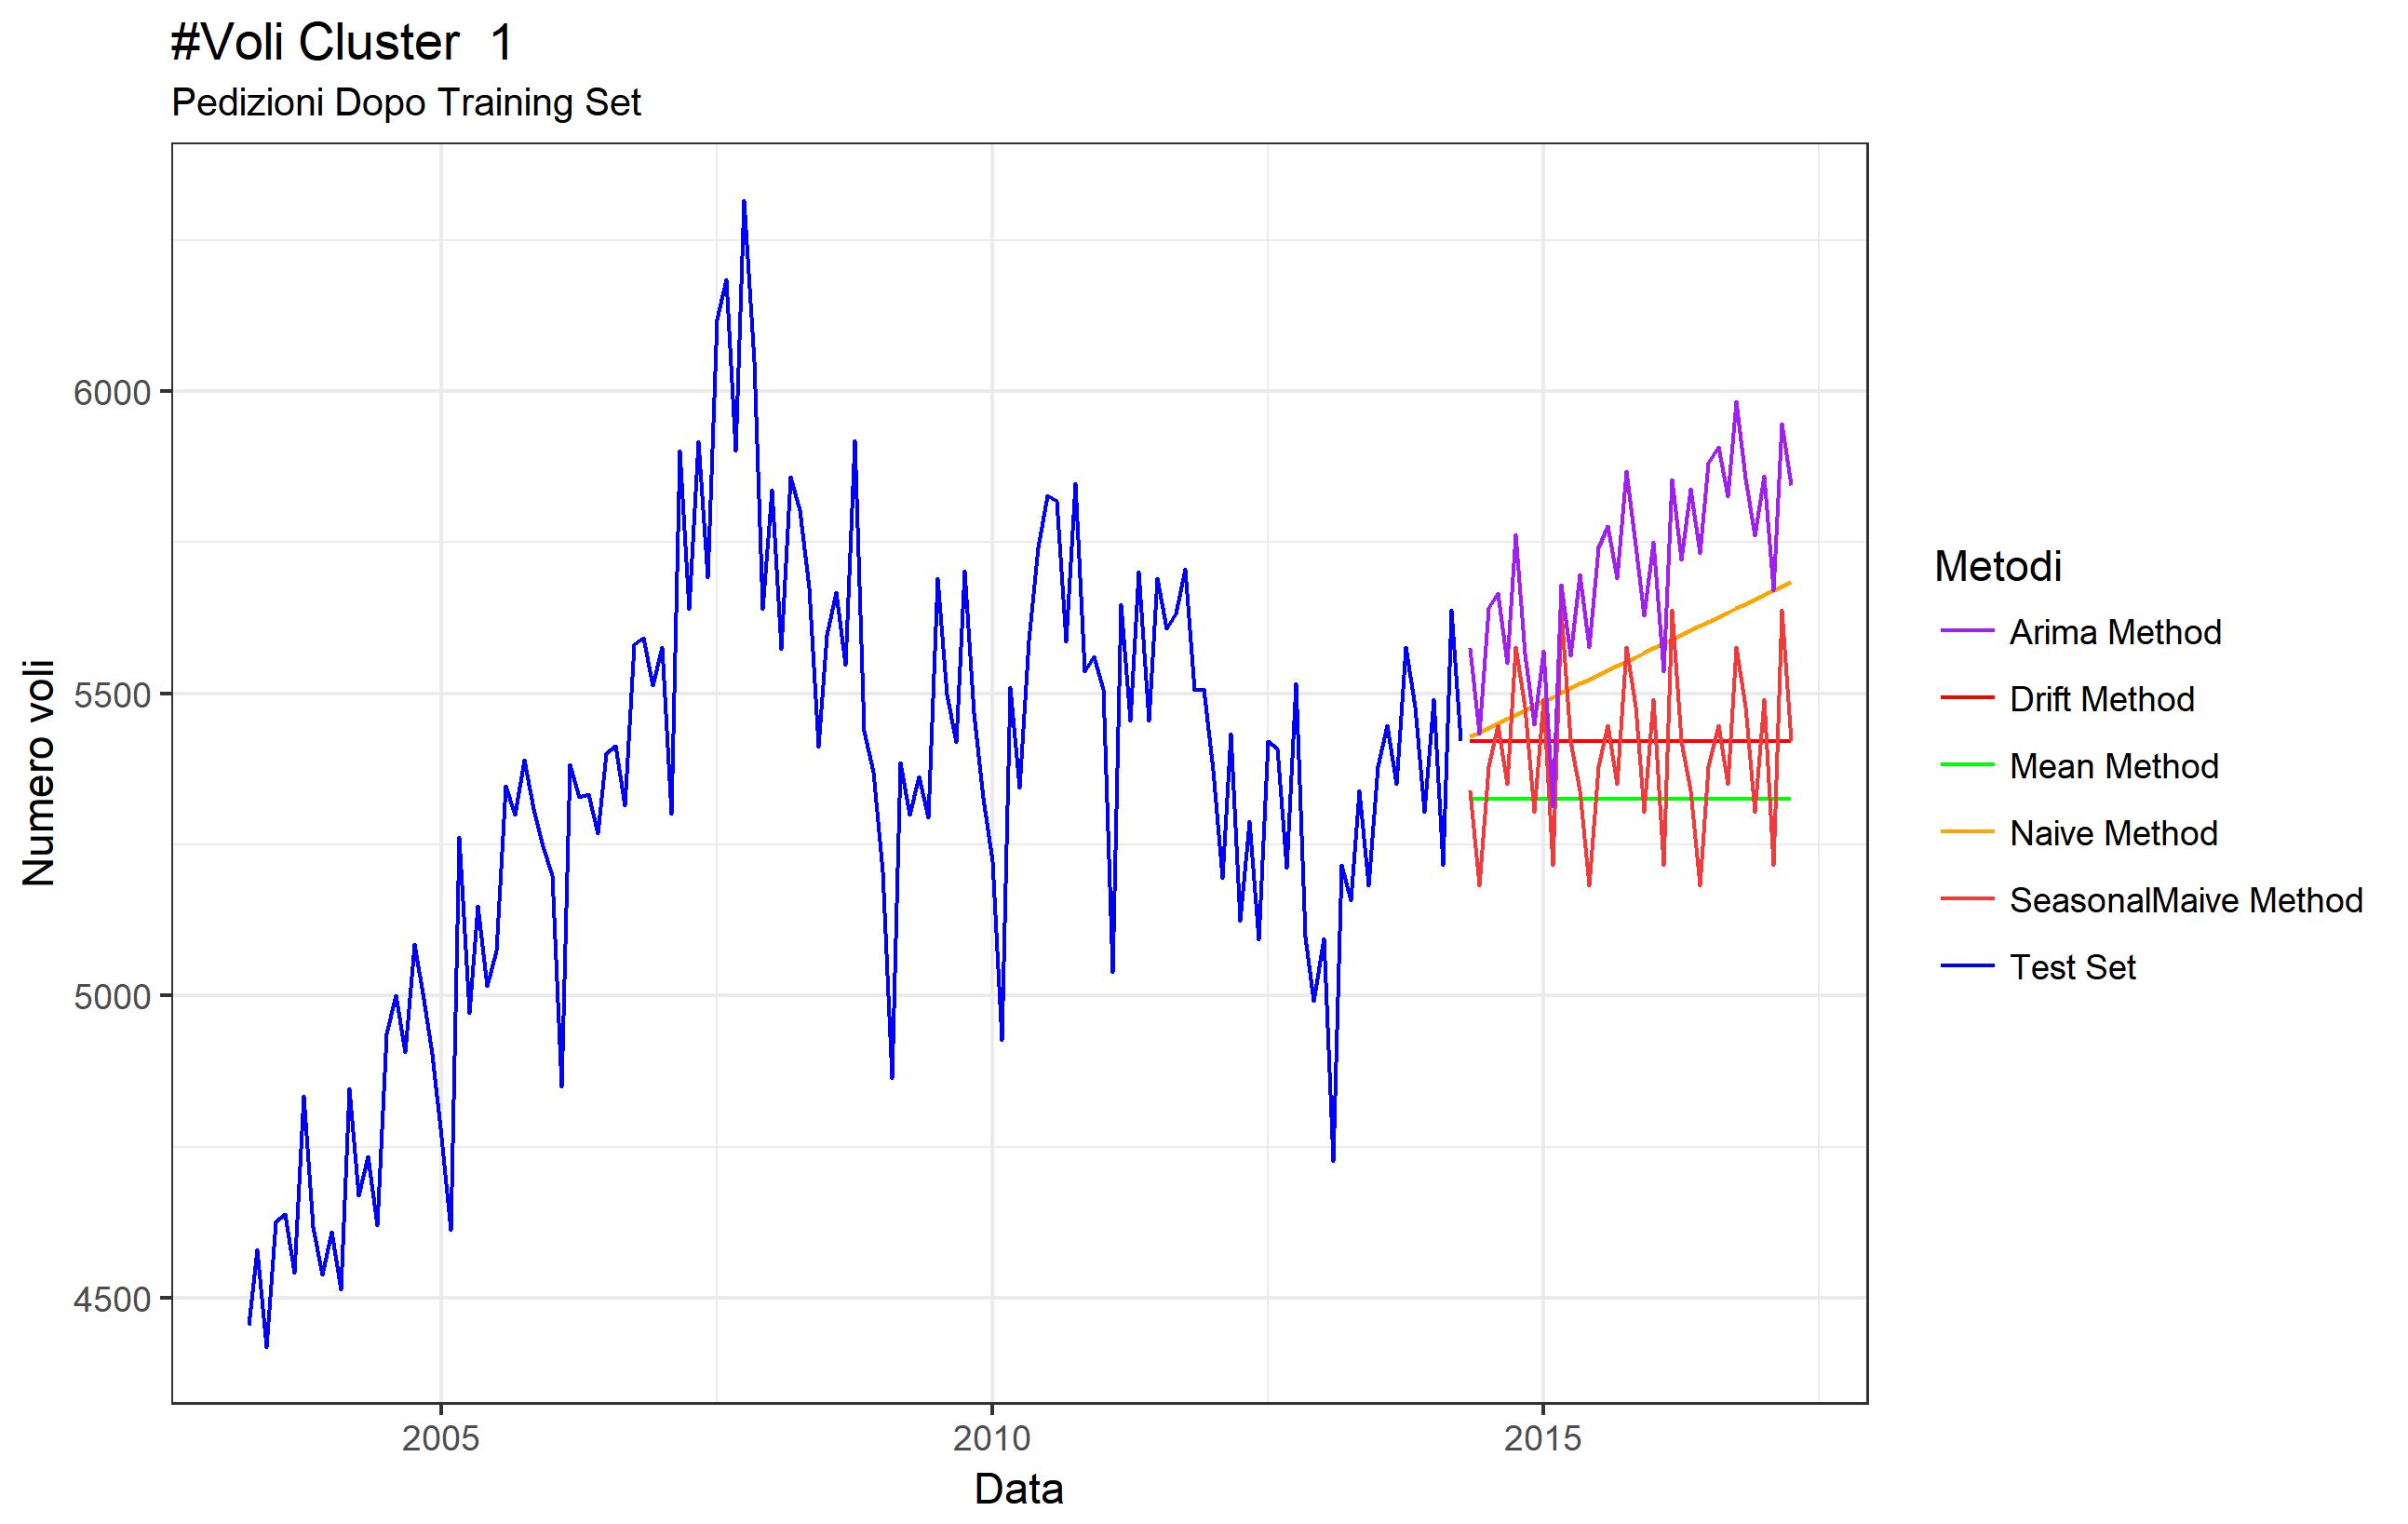 #Voli Cluster  1
Pedizioni Dopo Training Set
Numero voli
6000
5500
5000
4500
2005
2010
2015
Data
Metodi
Arima Method
Drift Method
Mean Method
Naive Method
SeasonalMaive Method
Test Set